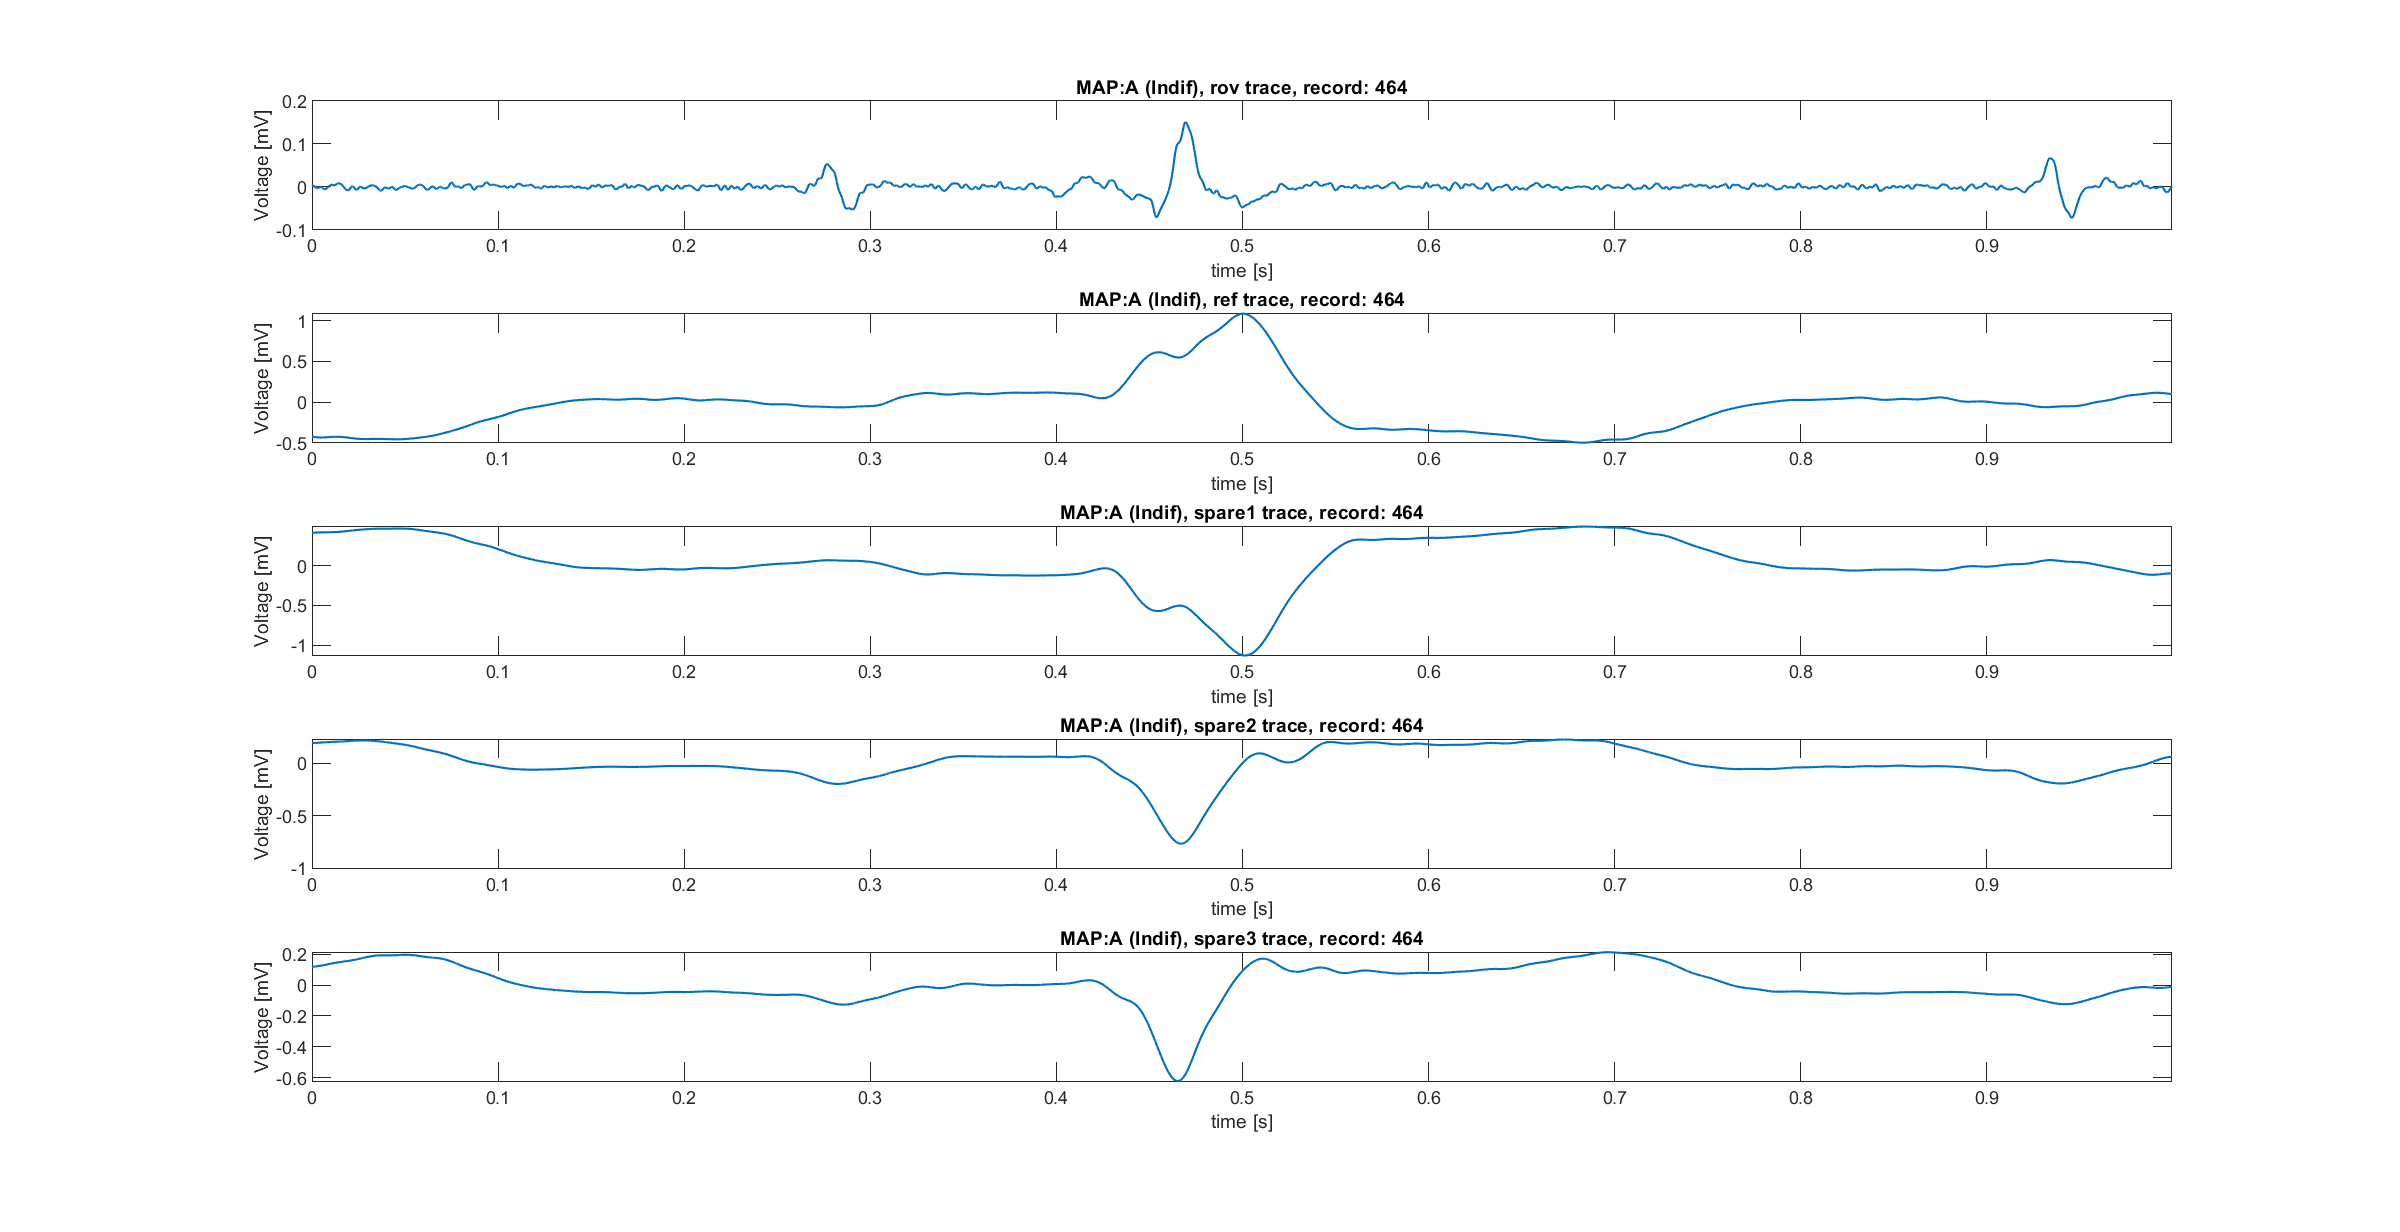 MAP:A (Indif), rov trace, record: 464
Voltage [mV]
0.2
0.1
0
-0.1
0 0.1 0.2 0.3 0.4 0.5 0.6 0.7 0.8 0.9
time [s]
MAP:A (Indif), ref trace, record: 464
Voltage [mV]
1
0.5
0
-0.5
0 0.1 0.2 0.3 0.4 0.5 0.6 0.7 0.8 0.9
time [s]
MAP:A (Indif), spare1 trace, record: 464
Voltage [mV]
0
-0.5
-1
0 0.1 0.2 0.3 0.4 0.5 0.6 0.7 0.8 0.9
time [s]
MAP:A (Indif), spare2 trace, record: 464
Voltage [mV]
0
-0.5
-1
0 0.1 0.2 0.3 0.4 0.5 0.6 0.7 0.8 0.9
time [s]
MAP:A (Indif), spare3 trace, record: 464
Voltage [mV]
0.2
0
-0.2
-0.4
-0.6
0 0.1 0.2 0.3 0.4 0.5 0.6 0.7 0.8 0.9
time [s]